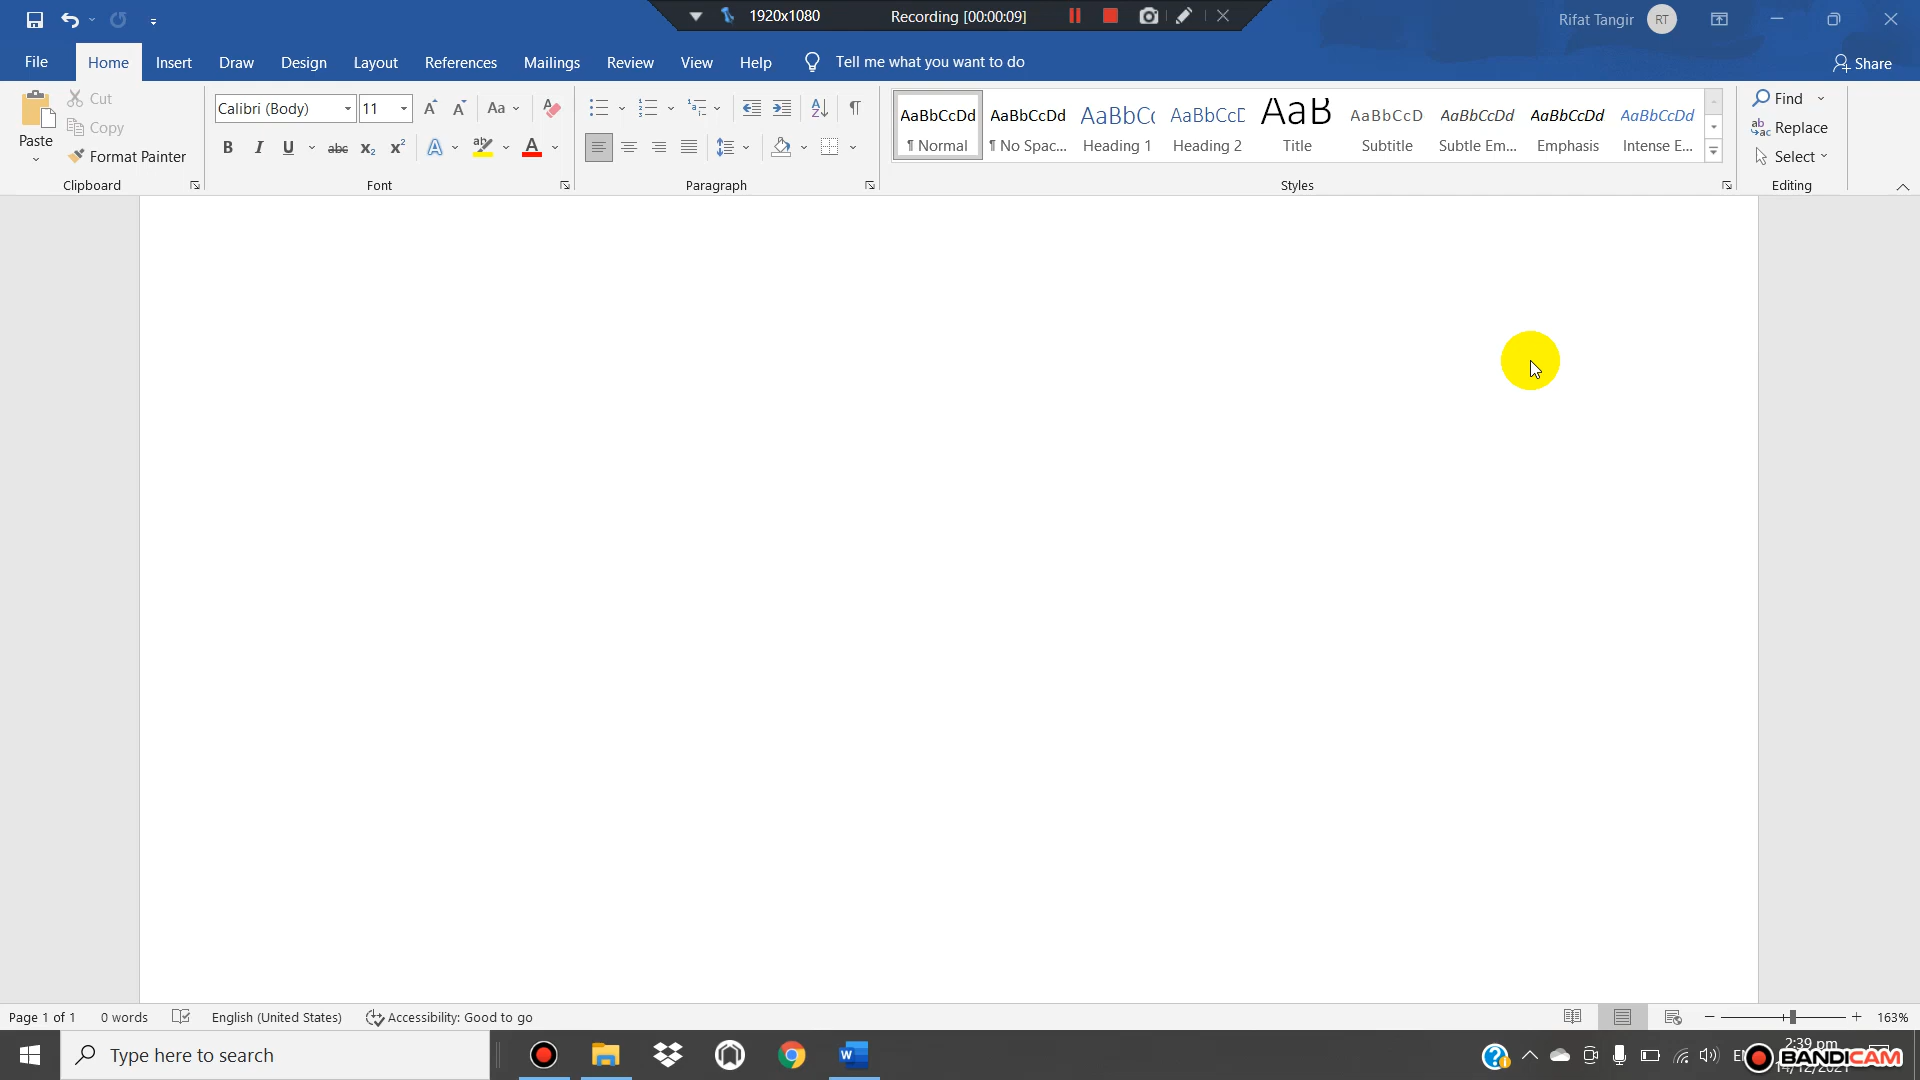 1920x1080 Recording [00:00:09] Rifat Tangir RT
File Home Insert Draw Design Layout References Mailings Review View Help Tell me what you want to do Share
Paste
Cut
Copy
Format Painter
Clipboard
Calibri (Body) 11 Aa
B I U abc x₂ x² A ab A
Font
Paragraph
AaBbCcDd AaBbCcDd AaBbCc AaBbCcD AaB AaBbCcD AaBbCcDd AaBbCcDd AaBbCcDd
¶ Normal ¶ No Spac... Heading 1 Heading 2 Title Subtitle Subtle Em... Emphasis Intense E...
Styles
Find
Replace
Select
Editing
Page 1 of 1 0 words English (United States) Accessibility: Good to go 163%
Type here to search
2:39 pm
BANDICAM